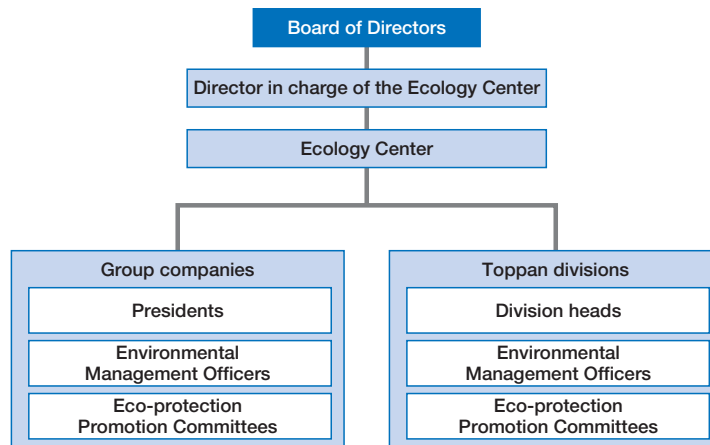 Board of Directors
Director in charge of the Ecology Center
Ecology Center
Group companies
Presidents
Environmental
Management Officers
Eco-protection
Promotion Committees
Toppan divisions
Division heads
Environmental
Management Officers
Eco-protection
Promotion Committees